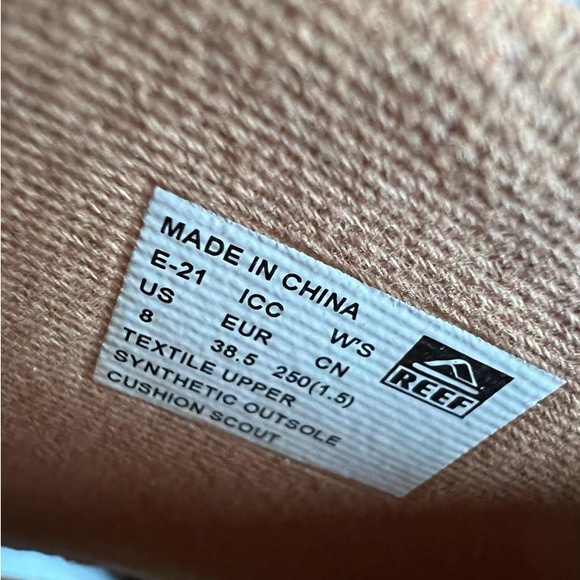 MADE IN CHINA
E-21 ICC W'S
US EUR CN
8 38.5 250(1.5)
TEXTILE UPPER
SYNTHETIC OUTSOLE
CUSHION SCOUT
REEF